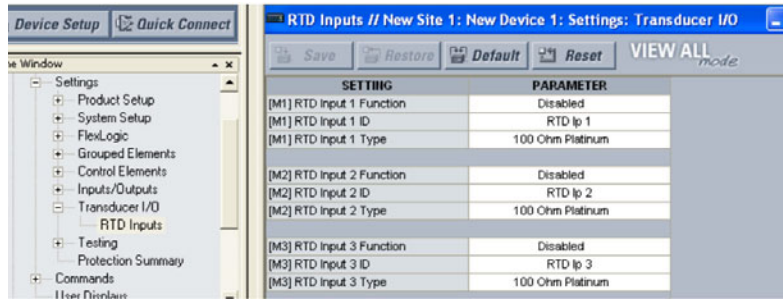 Device Setup Quick Connect
RTD Inputs // New Site 1: New Device 1: Settings: Transducer I/O
Save Restore Default Reset VIEW ALL mode
Window
Settings
Product Setup
System Setup
FlexLogic
Grouped Elements
Control Elements
Inputs/Outputs
Transducer I/O
RTD Inputs
Testing
Protection Summary
Commands
User Displays
SETTING PARAMETER
[M1] RTD Input 1 Function Disabled
[M1] RTD Input 1 ID RTD Ip 1
[M1] RTD Input 1 Type 100 Ohm Platinum
[M2] RTD Input 2 Function Disabled
[M2] RTD Input 2 ID RTD Ip 2
[M2] RTD Input 2 Type 100 Ohm Platinum
[M3] RTD Input 3 Function Disabled
[M3] RTD Input 3 ID RTD Ip 3
[M3] RTD Input 3 Type 100 Ohm Platinum